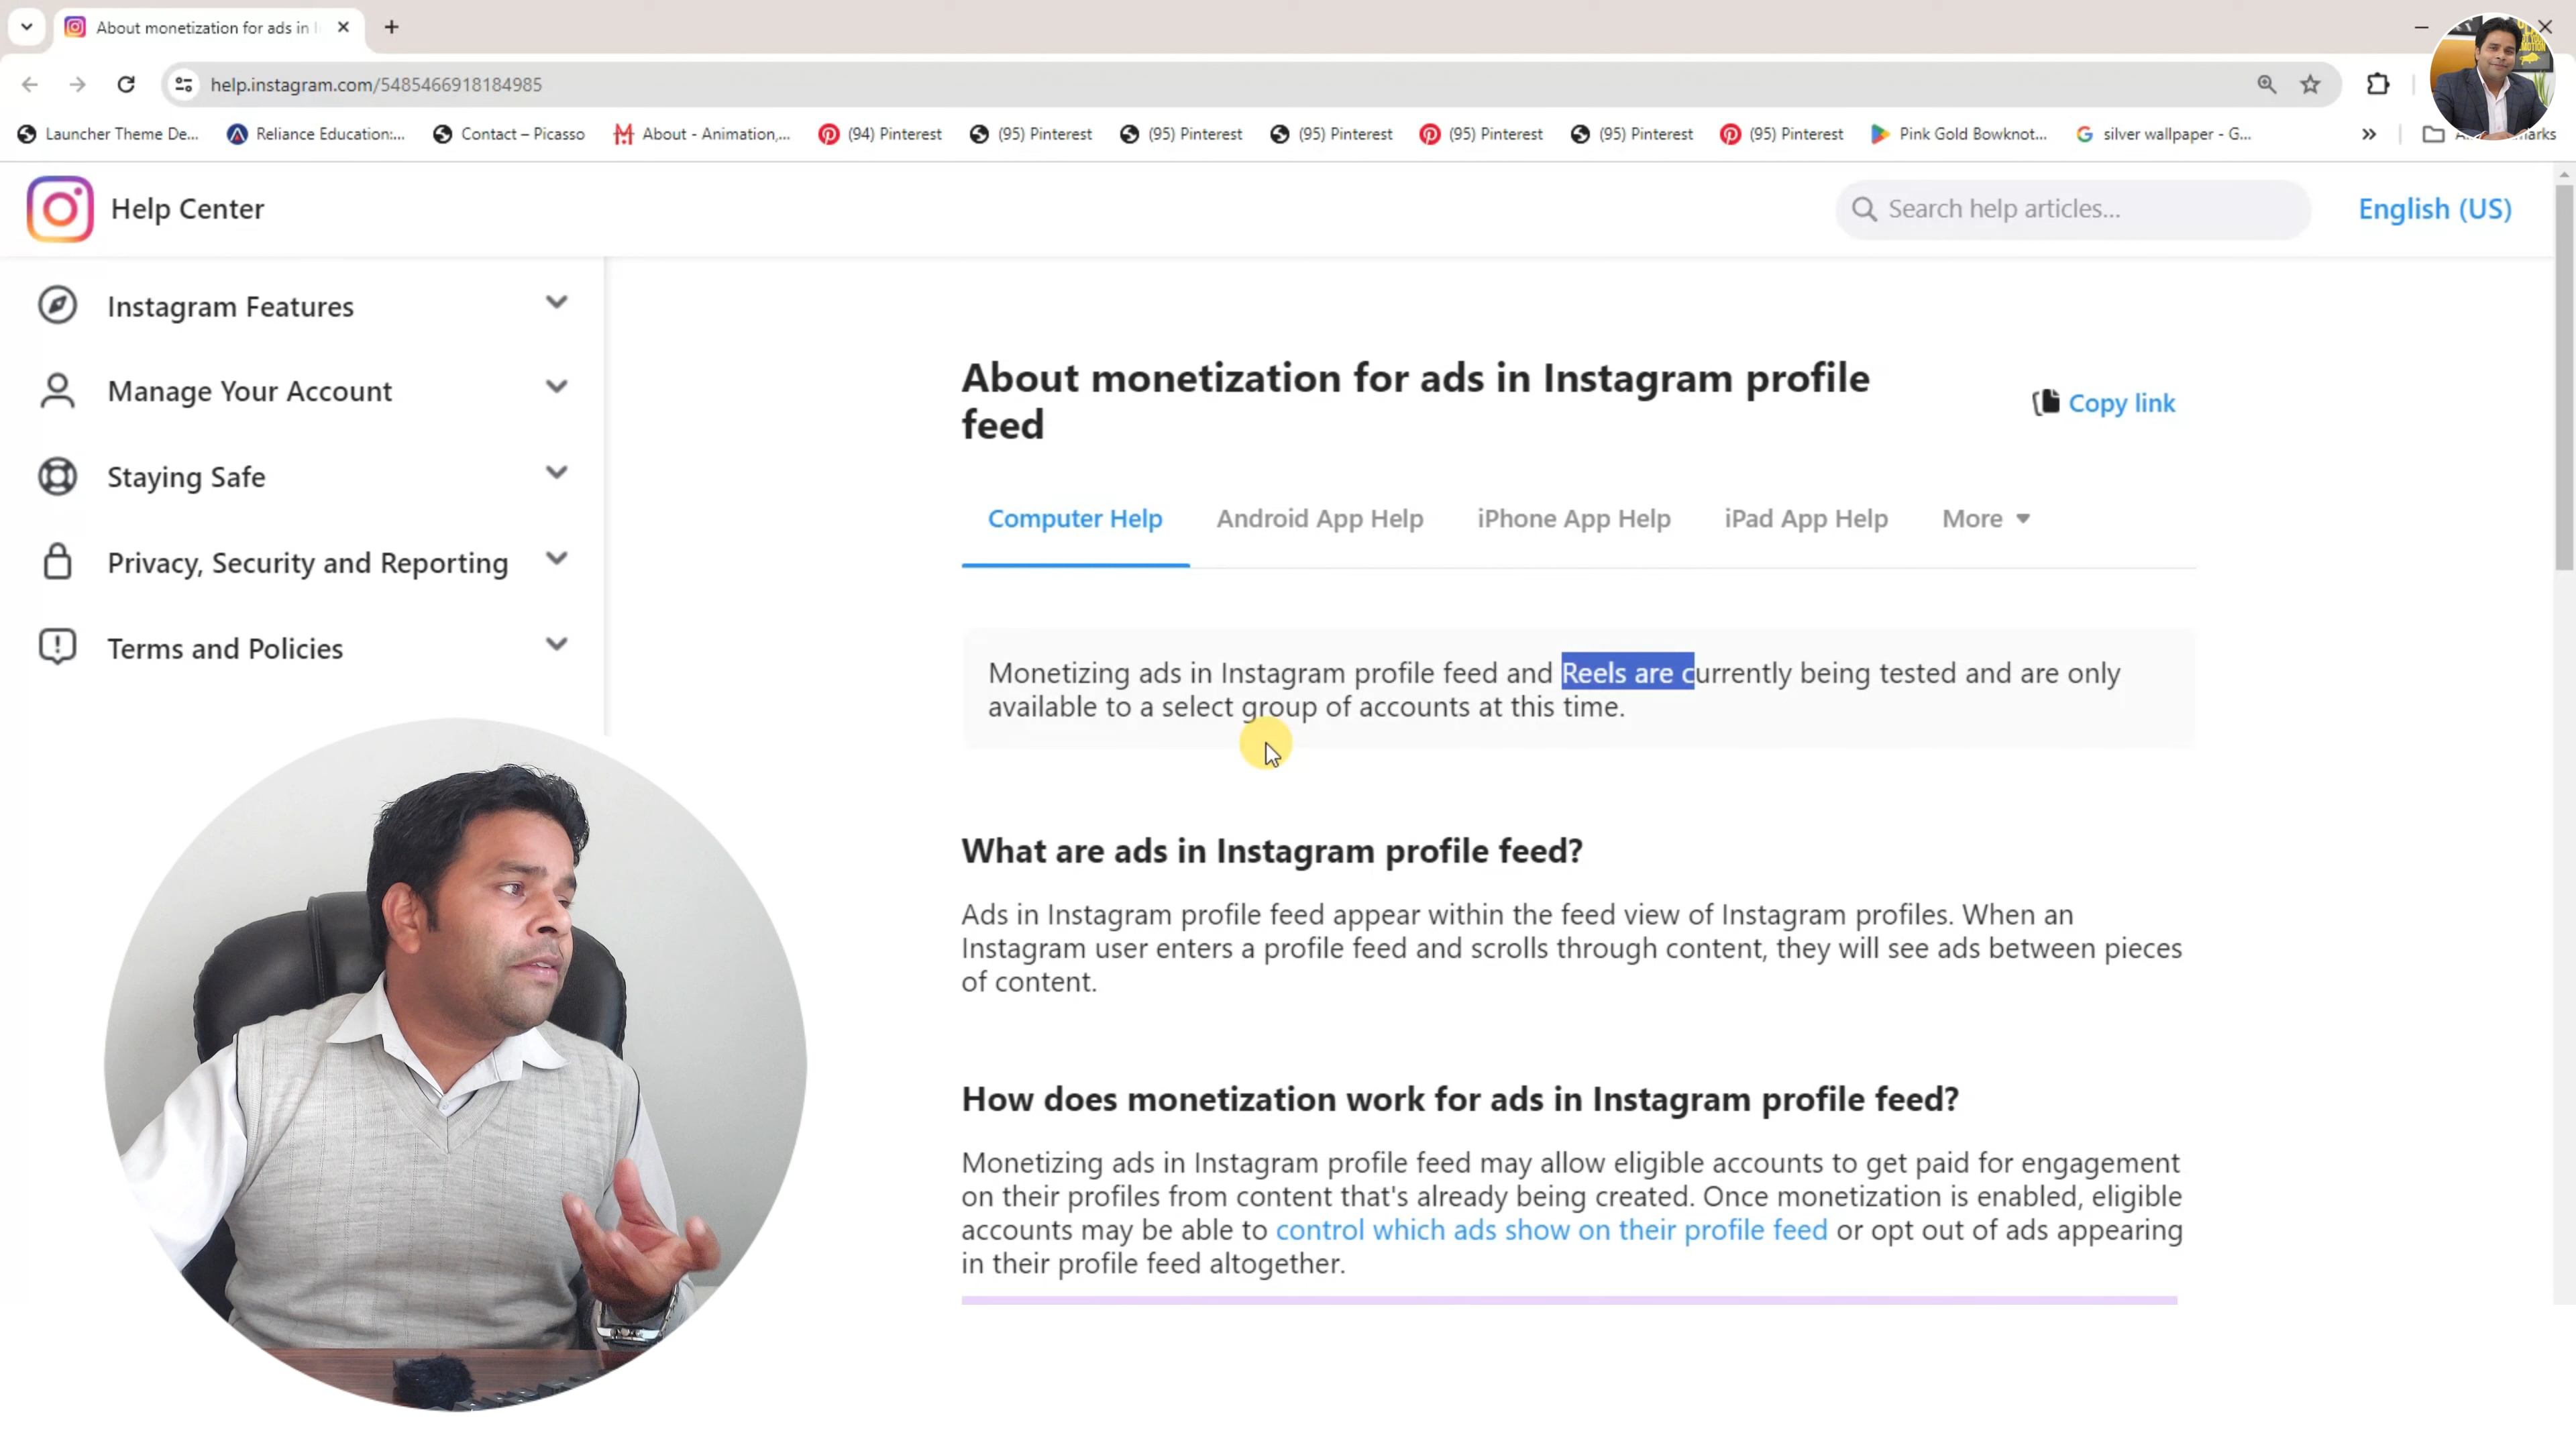 About monetization for ads in I
help.instagram.com/5485466918184985
Launcher Theme De... Reliance Education:... Contact – Picasso About - Animation,... (94) Pinterest (95) Pinterest (95) Pinterest (95) Pinterest (95) Pinterest (95) Pinterest (95) Pinterest Pink Gold Bowknot... silver wallpaper - G...
Help Center
Search help articles...
English (US)
Instagram Features
Manage Your Account
Staying Safe
Privacy, Security and Reporting
Terms and Policies
About monetization for ads in Instagram profile
feed
Copy link
Computer Help Android App Help iPhone App Help iPad App Help More
Monetizing ads in Instagram profile feed and Reels are currently being tested and are only
available to a select group of accounts at this time.
What are ads in Instagram profile feed?
Ads in Instagram profile feed appear within the feed view of Instagram profiles. When an
Instagram user enters a profile feed and scrolls through content, they will see ads between pieces
of content.
How does monetization work for ads in Instagram profile feed?
Monetizing ads in Instagram profile feed may allow eligible accounts to get paid for engagement
on their profiles from content that's already being created. Once monetization is enabled, eligible
accounts may be able to control which ads show on their profile feed or opt out of ads appearing
in their profile feed altogether.